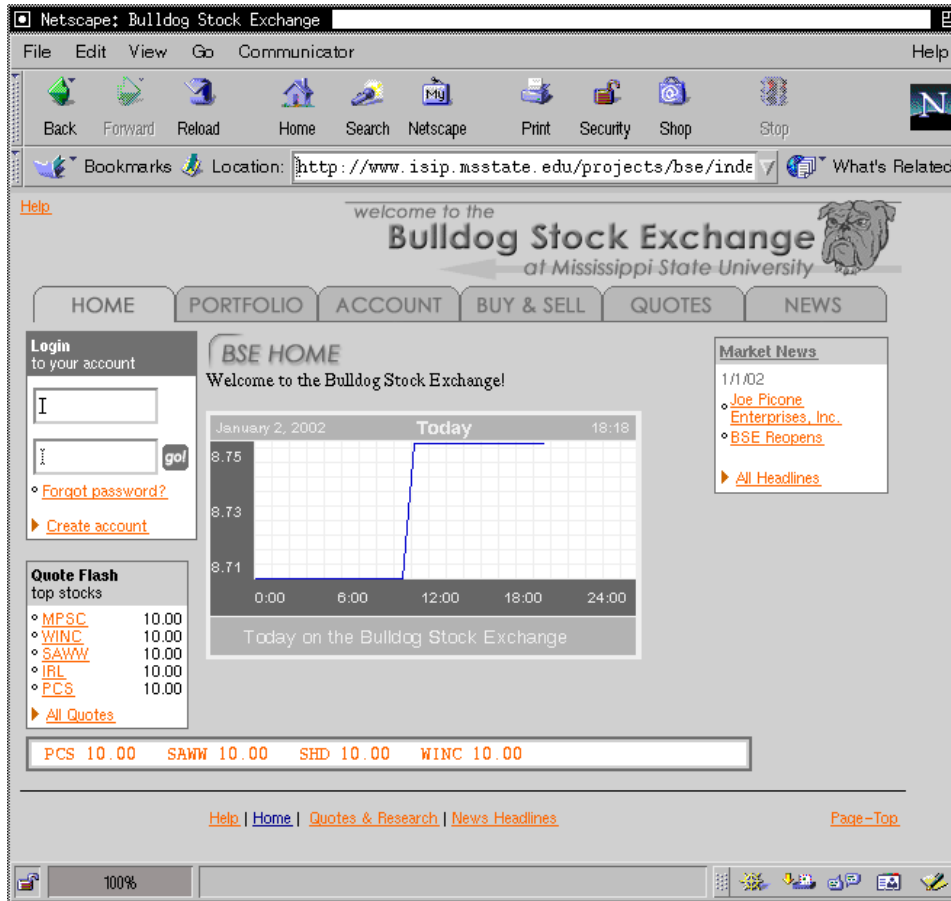 Netscape: Bulldog Stock Exchange
File Edit View Go Communicator Help
Back Forward Reload Home Search Netscape Print Security Shop Stop
My
N
Bookmarks Location: http://www.isip.msstate.edu/projects/bse/inde What's Related
Help
welcome to the
Bulldog Stock Exchange
at Mississippi State University
HOME PORTFOLIO ACCOUNT BUY & SELL QUOTES NEWS
Login
to your account
go!
Forgot password?
Create account
Quote Flash
top stocks
MPSC 10.00
WINC 10.00
SAWW 10.00
IRL 10.00
PCS 10.00
All Quotes
BSE HOME
Welcome to the Bulldog Stock Exchange!
January 2, 2002 Today 18:18
8.75
8.73
8.71
0:00 6:00 12:00 18:00 24:00
Today on the Bulldog Stock Exchange
Market News
1/1/02
Joe Picone
Enterprises, Inc.
BSE Reopens
All Headlines
PCS 10.00 SAWW 10.00 SHD 10.00 WINC 10.00
Help | Home | Quotes & Research | News Headlines Page-Top
100%